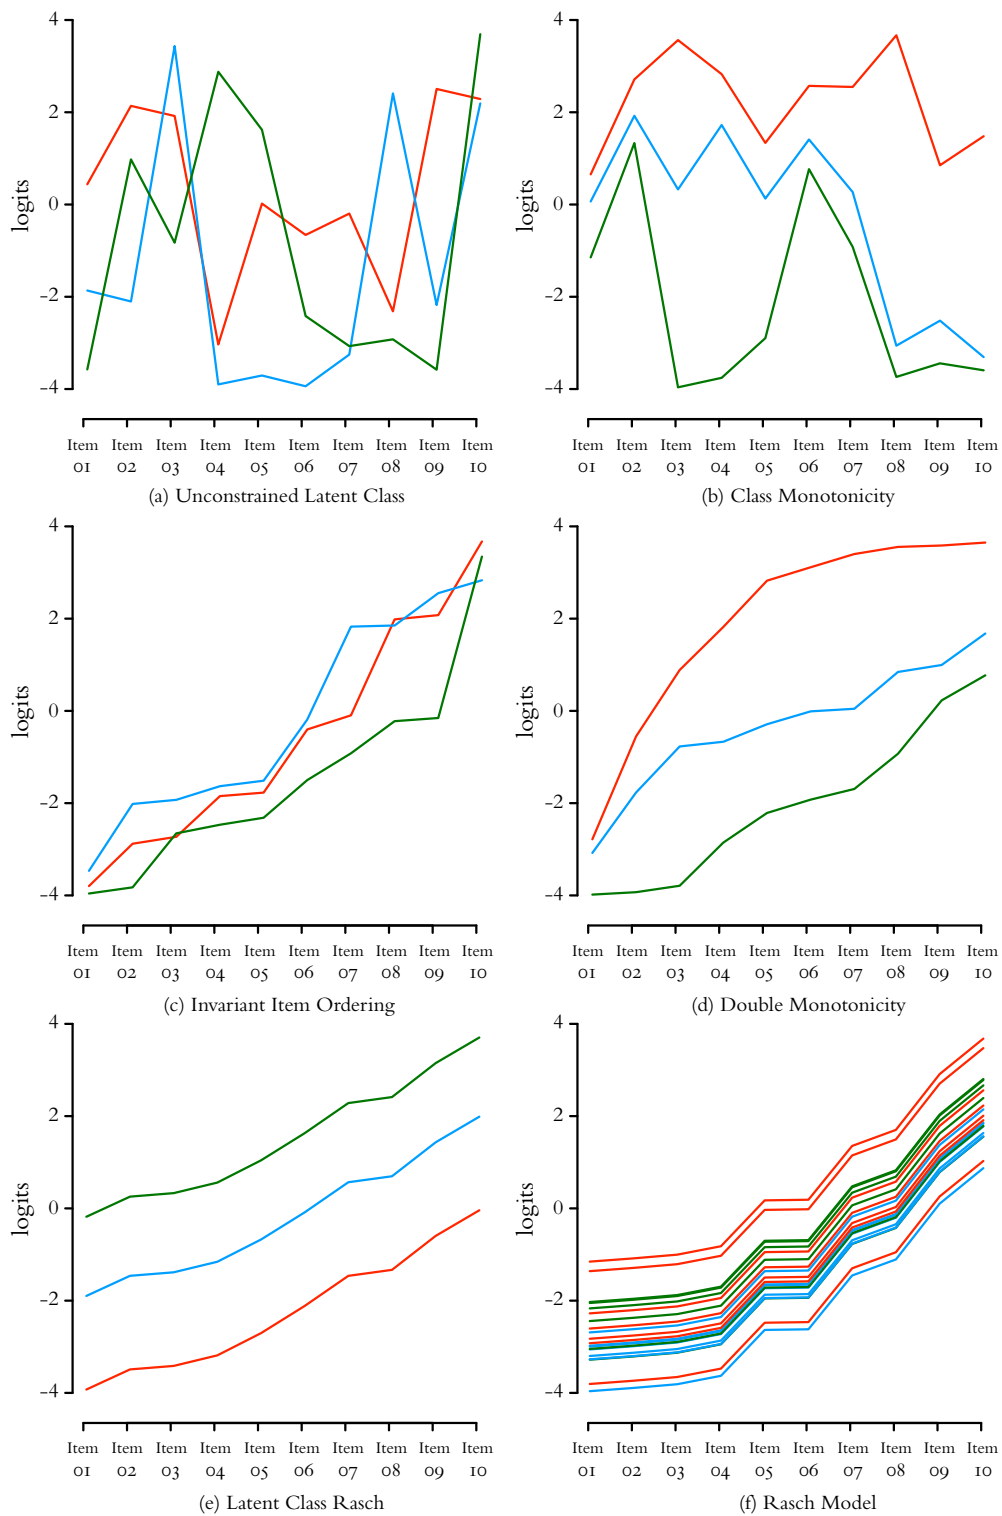 4 4
2 2
logits 0 logits 0
-2 -2
-4 -4
Item Item Item Item Item Item Item Item Item Item Item Item Item Item Item Item Item Item Item Item
01 02 03 04 05 06 07 08 09 10 01 02 03 04 05 06 07 08 09 10
(a) Unconstrained Latent Class (b) Class Monotonicity
4 4
2 2
logits 0 logits 0
-2 -2
-4 -4
Item Item Item Item Item Item Item Item Item Item Item Item Item Item Item Item Item Item Item Item
01 02 03 04 05 06 07 08 09 10 01 02 03 04 05 06 07 08 09 10
(c) Invariant Item Ordering (d) Double Monotonicity
4 4
2 2
logits 0 logits 0
-2 -2
-4 -4
Item Item Item Item Item Item Item Item Item Item Item Item Item Item Item Item Item Item Item Item
01 02 03 04 05 06 07 08 09 10 01 02 03 04 05 06 07 08 09 10
(e) Latent Class Rasch (f) Rasch Model